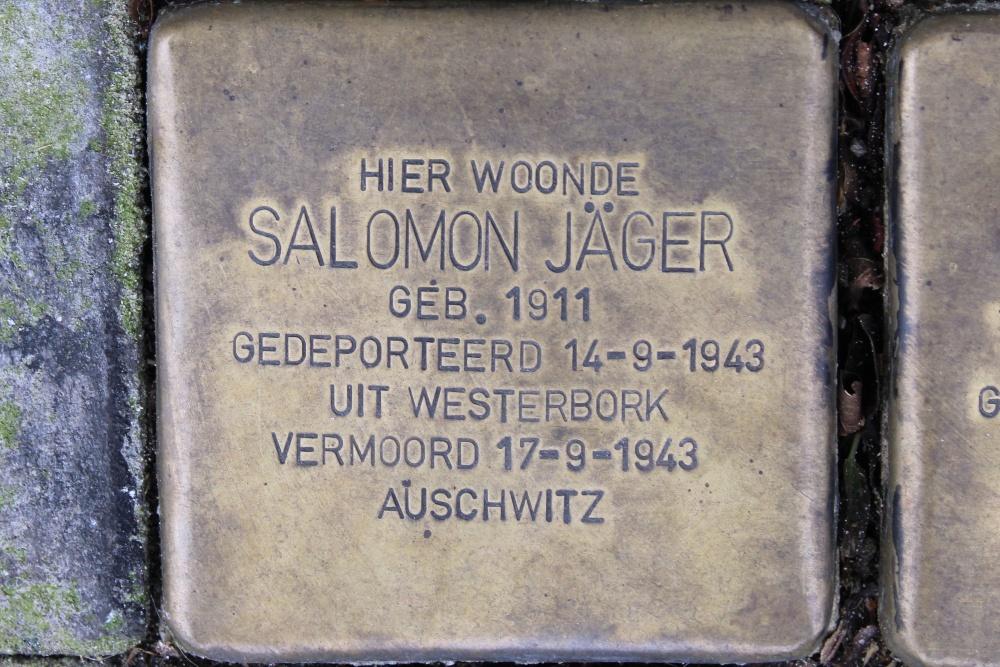 HIER WOONDE
SALOMON JÄGER
GEB. 1911
GEDEPORTEERD 14-9-1943
UIT WESTERBORK
VERMOORD 17-9-1943
AUSCHWITZ
G